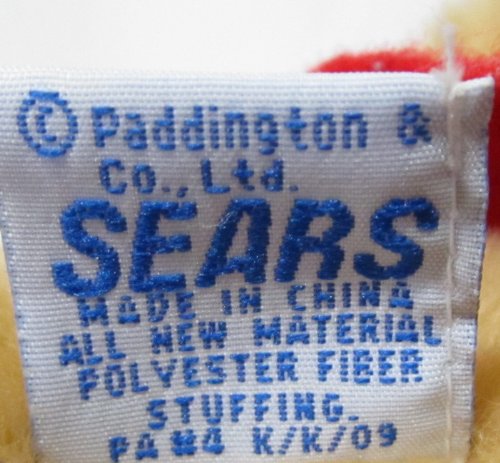 © Paddington &
Co., Ltd.
SEARS
MADE IN CHINA
ALL NEW MATERIAL
POLYESTER FIBER
STUFFING.
PA#4 K/K/09